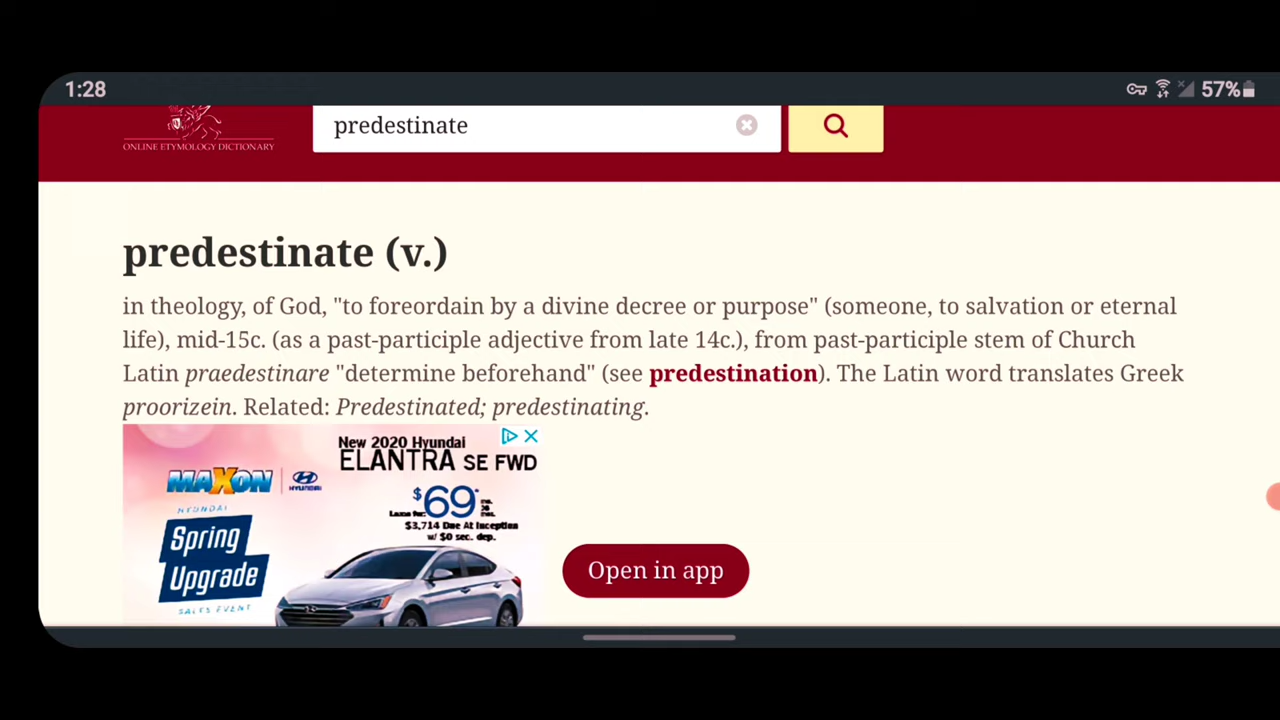 1:28
57%
predestinate
ONLINE ETYMOLOGY DICTIONARY
predestinate (v.)
in theology, of God, "to foreordain by a divine decree or purpose" (someone, to salvation or eternal
life), mid-15c. (as a past-participle adjective from late 14c.), from past-participle stem of Church
Latin praedestinare "determine beforehand" (see predestination). The Latin word translates Greek
proorizein. Related: Predestinated; predestinating.
New 2020 Hyundai
ELANTRA SE FWD
MAXON
HYUNDAI
$69*
Lease for:
$3,714 Due At Inception
w/ $0 sec. dep.
HYUNDAI
Spring
Upgrade
SALES EVENT
Open in app